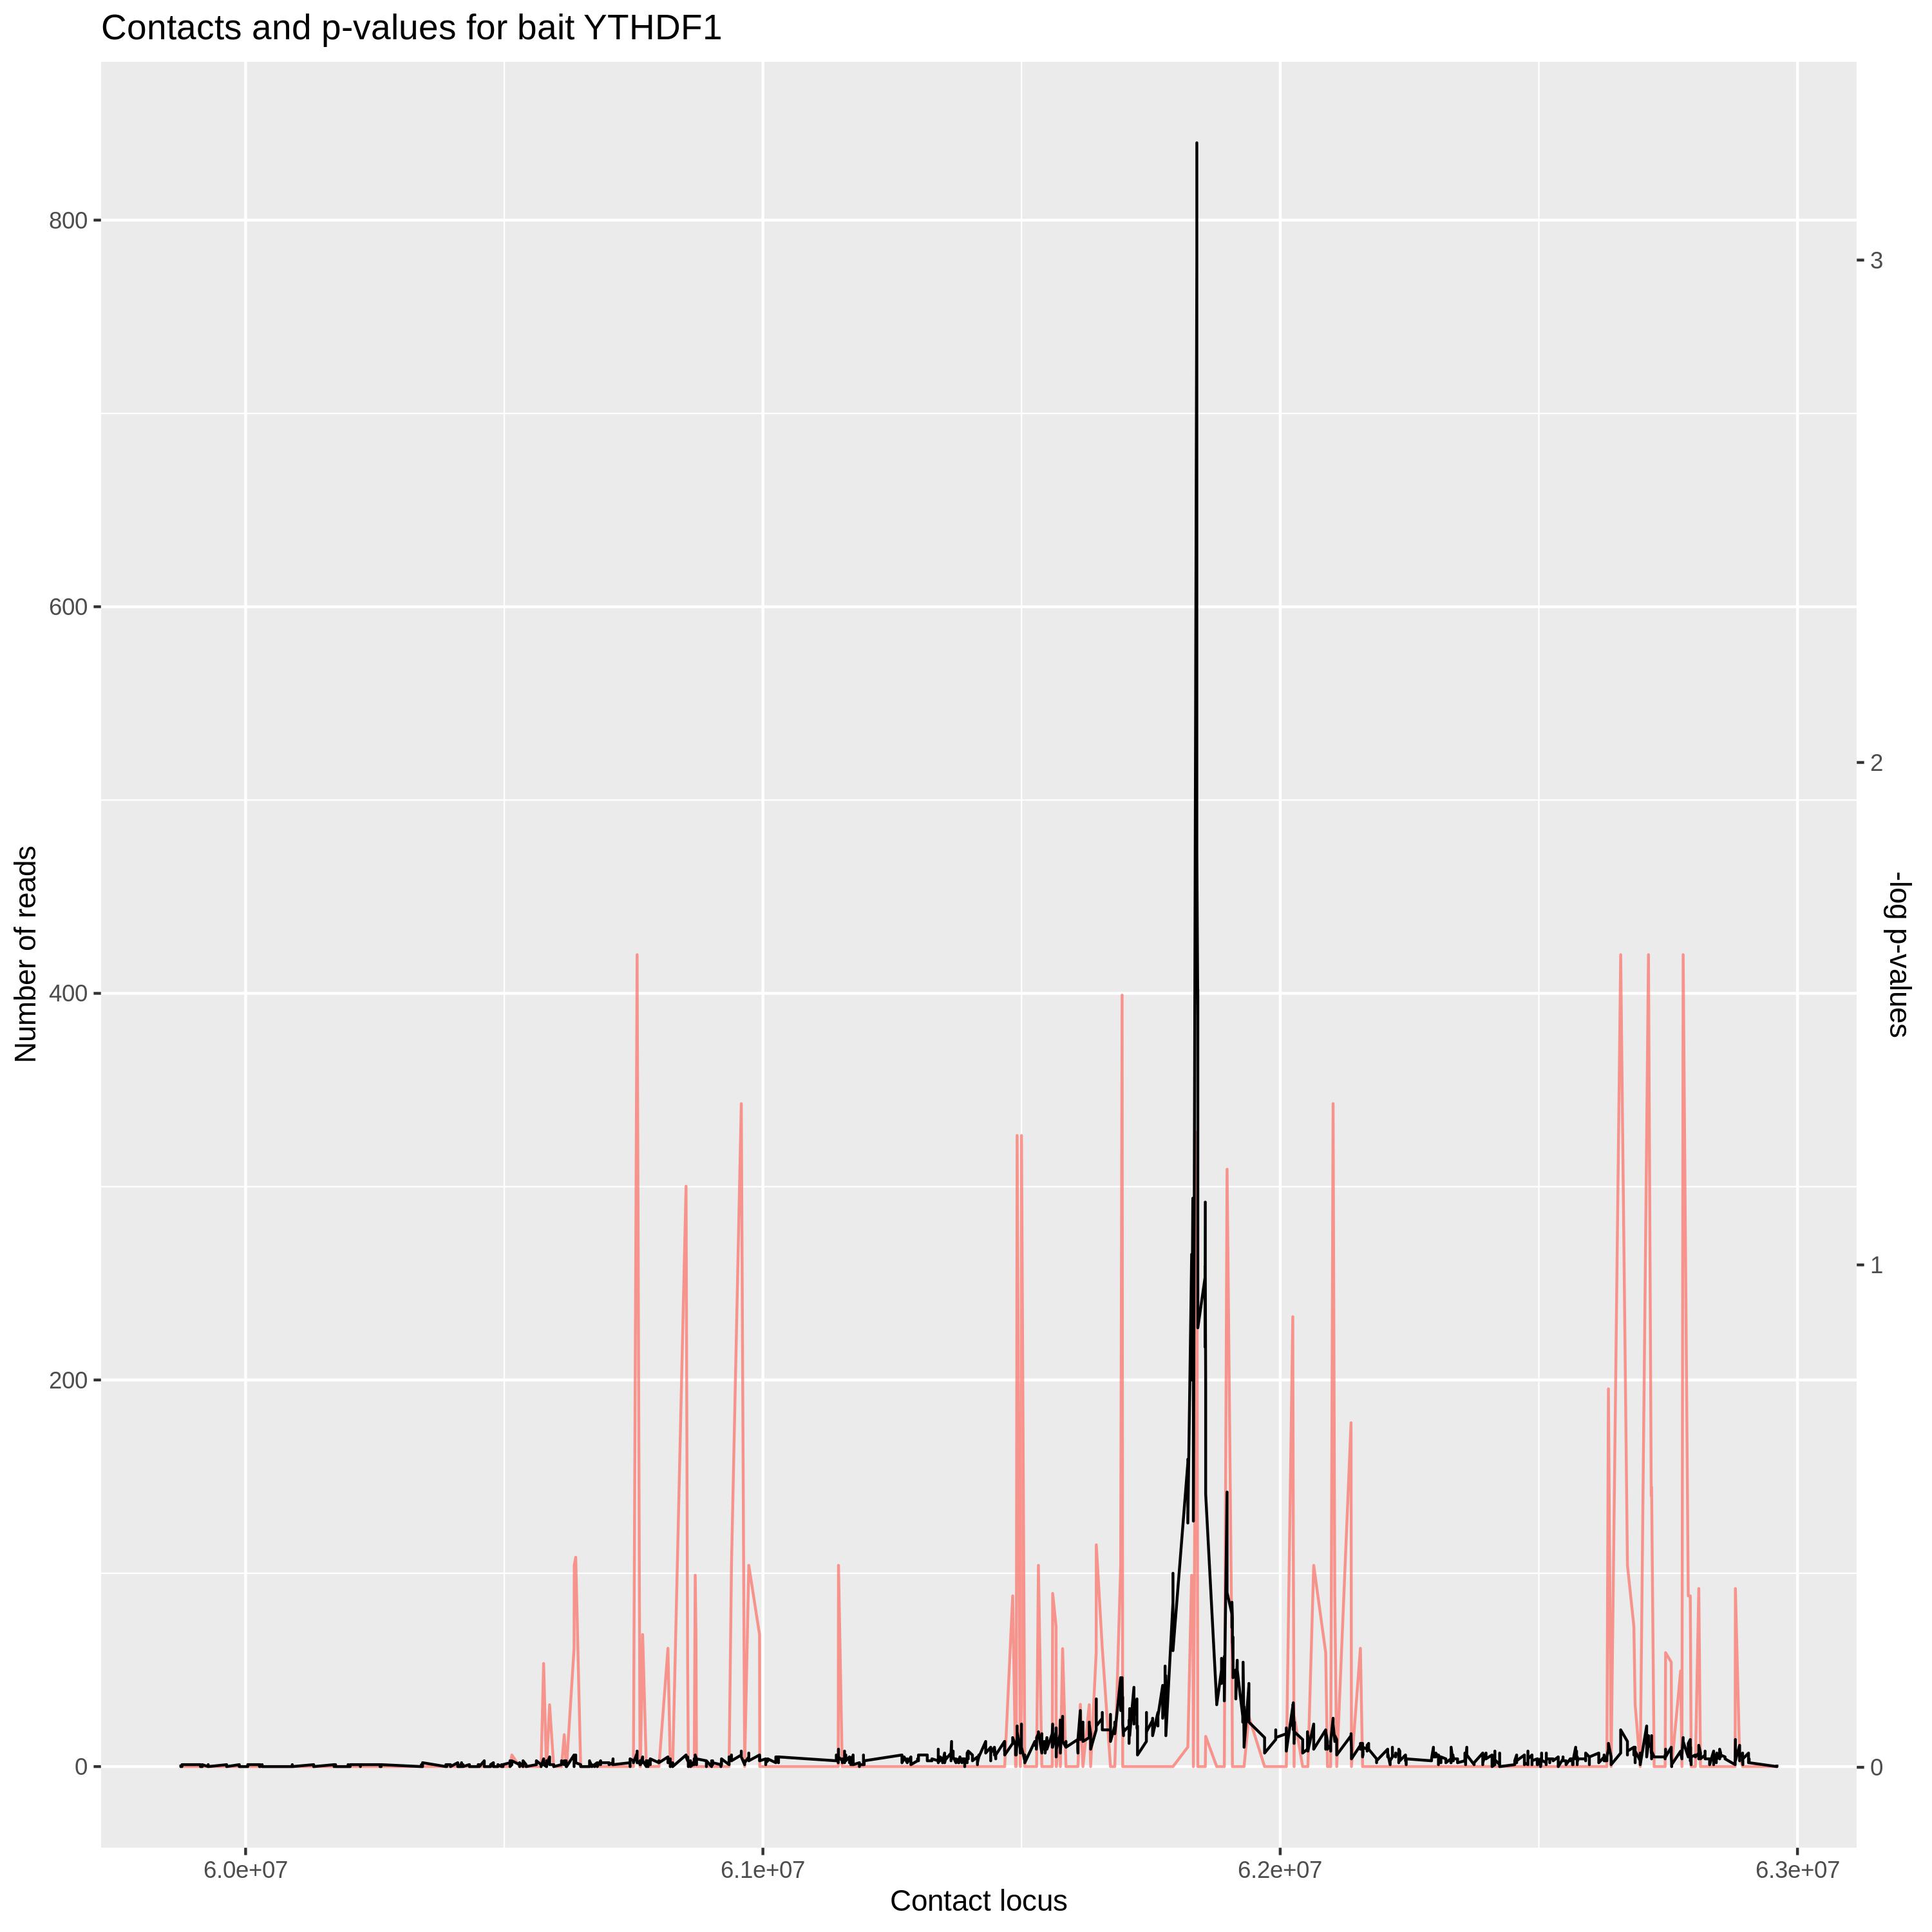 Contacts and p-values for bait YTHDF1
800
600
400
200
0
Number of reads
3
2
1
0
-log p-values
6.0e+07
6.1e+07
6.2e+07
6.3e+07
Contact locus